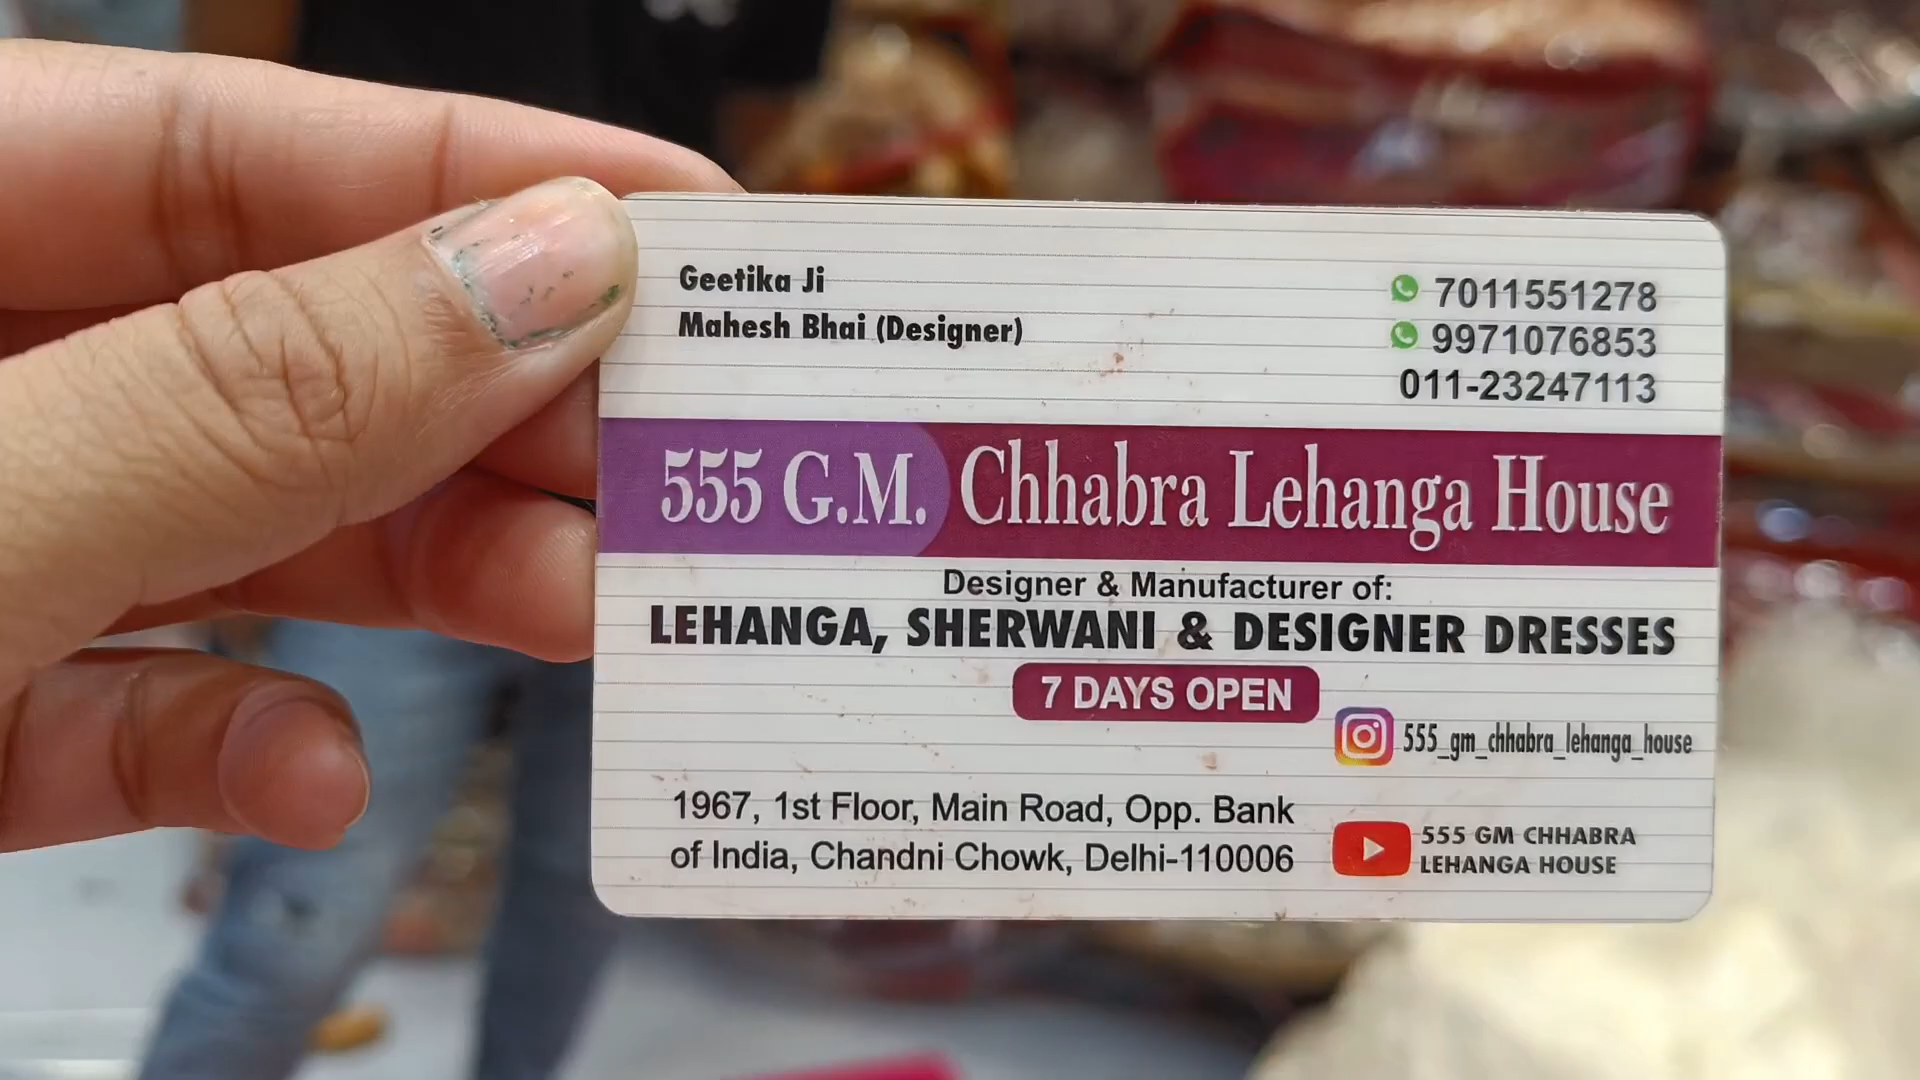 Geetika Ji
Mahesh Bhai (Designer)
7011551278
9971076853
011-23247113
555 G.M. Chhabra Lehanga House
Designer & Manufacturer of:
LEHANGA, SHERWANI & DESIGNER DRESSES
7 DAYS OPEN
555_gm_chhabra_lehanga_house
1967, 1st Floor, Main Road, Opp. Bank
of India, Chandni Chowk, Delhi-110006
555 GM CHHABRA
LEHANGA HOUSE